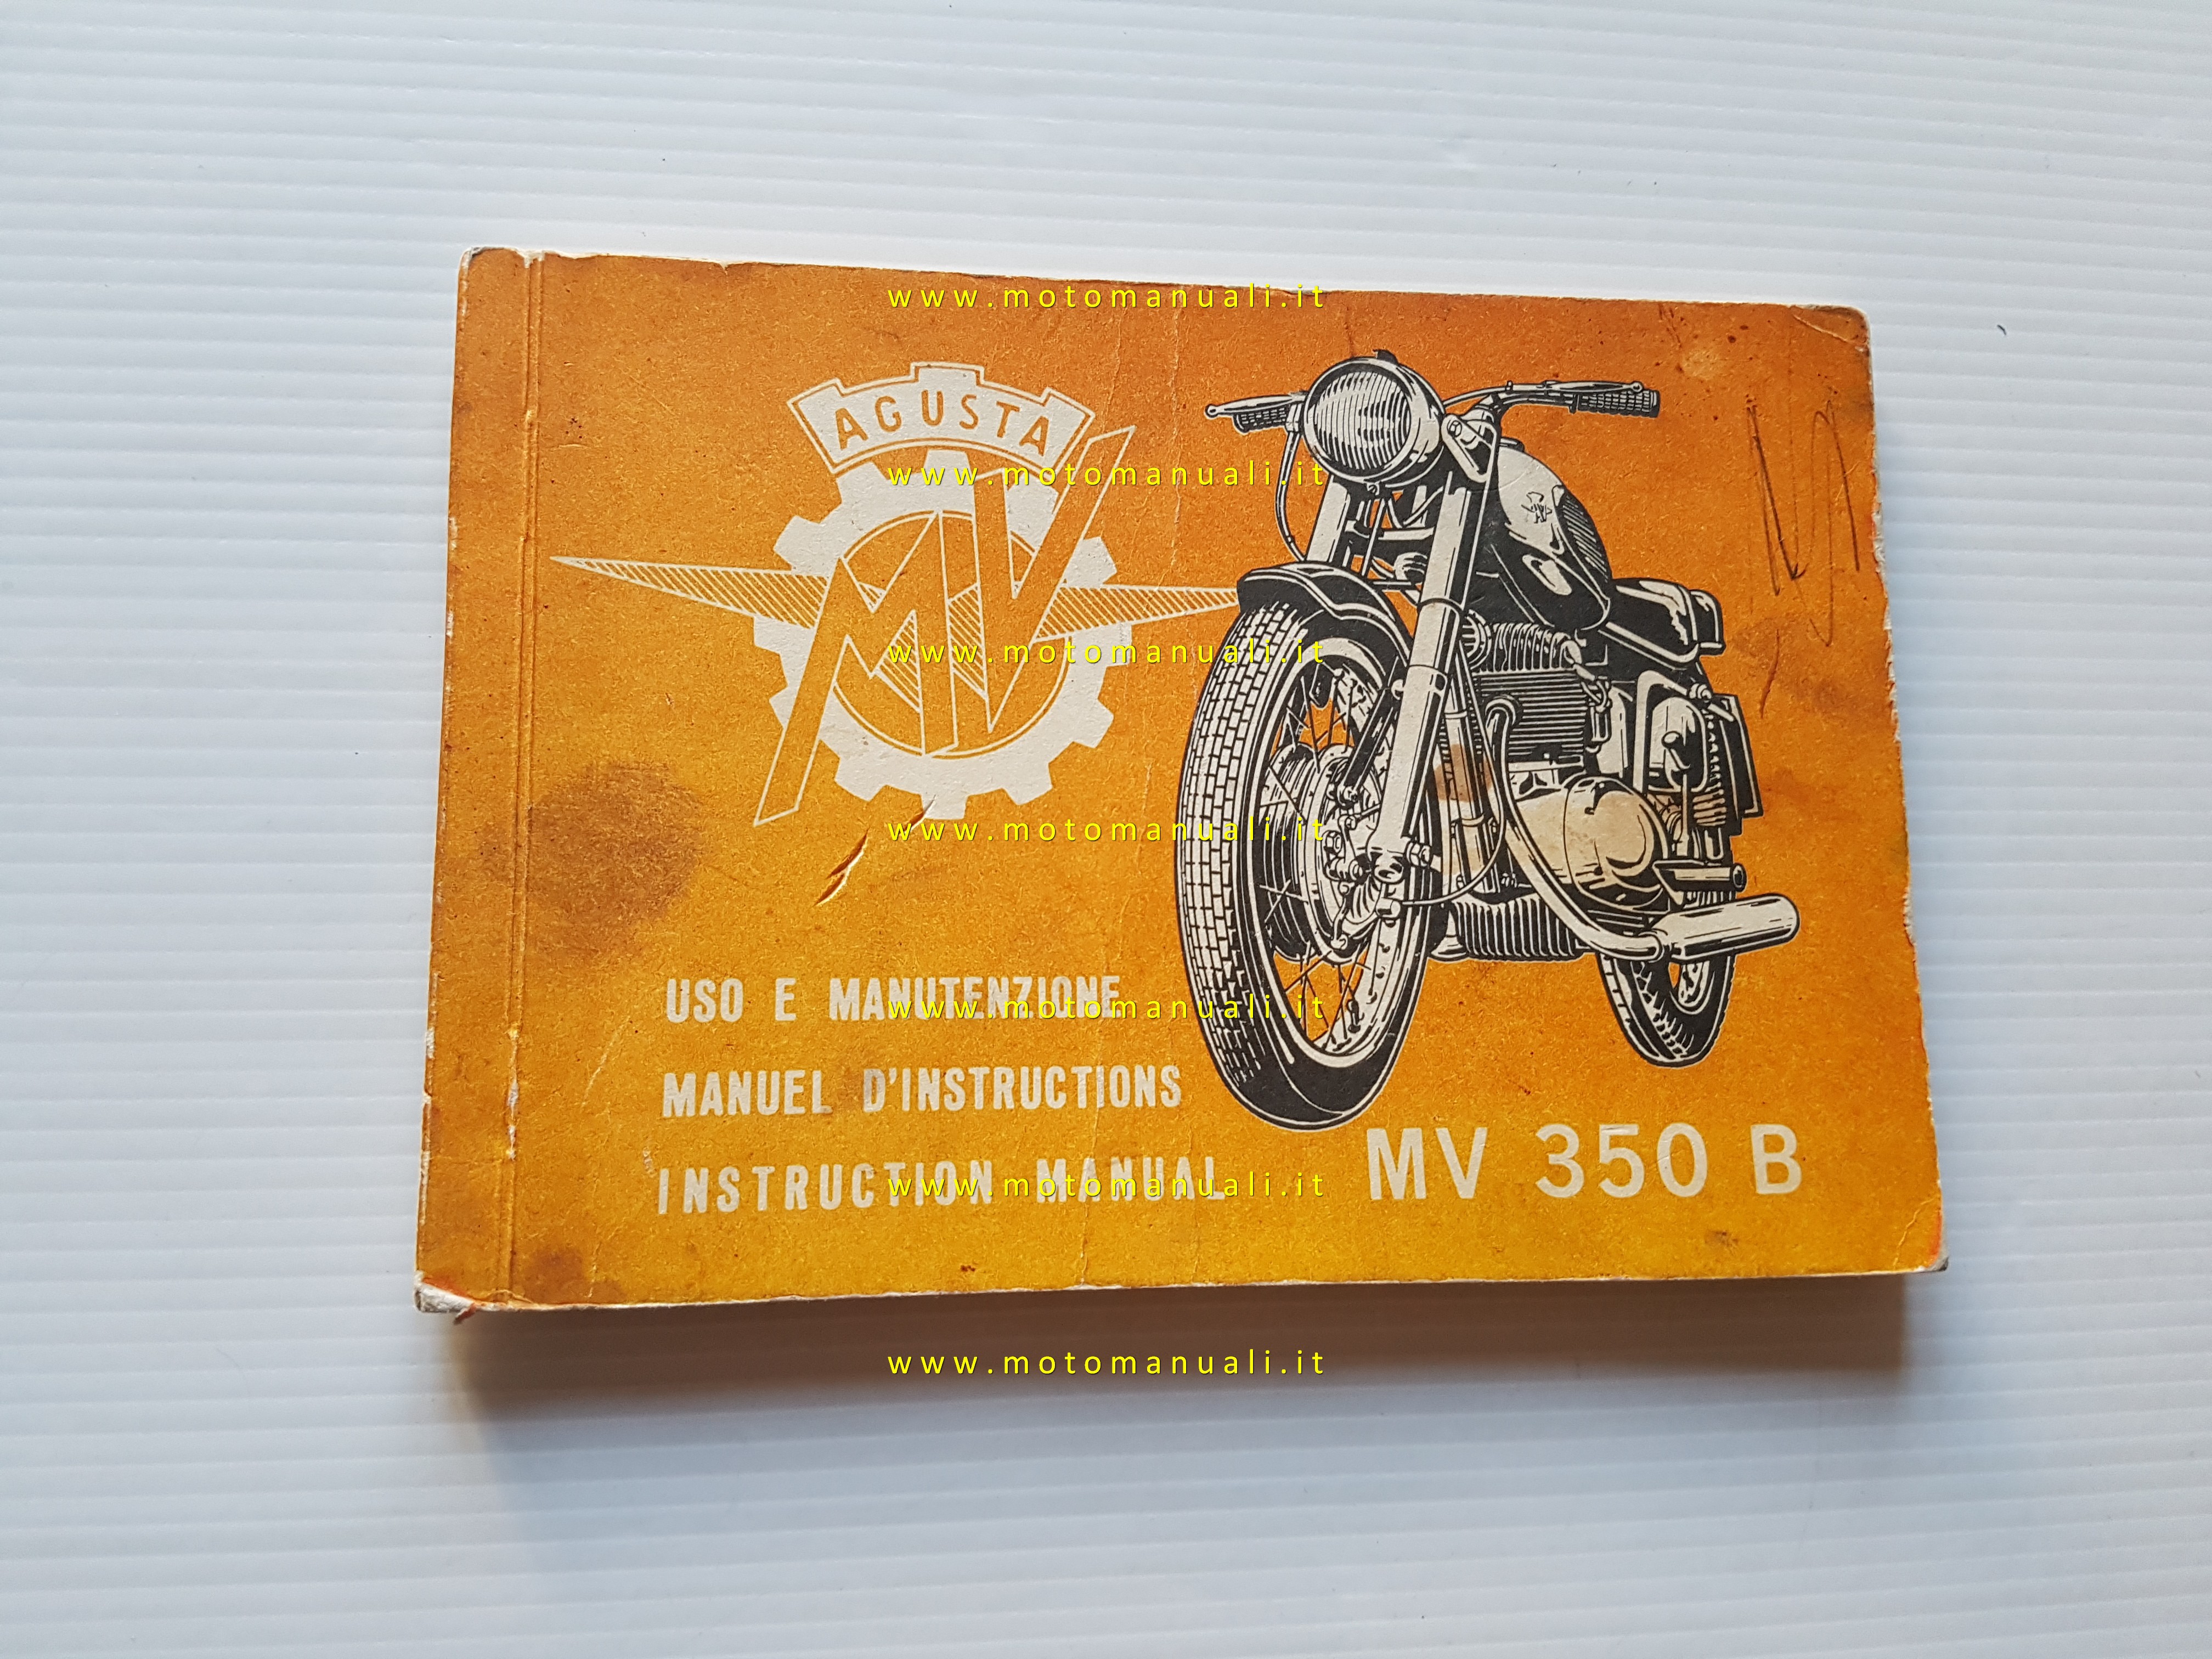 www.motomanuali.it
AGUSTA
MV
www.motomanuali.it
www.motomanuali.it
www.motomanuali.it
USO E MANUTENZIONE
www.motomanuali.it
MANUEL D'INSTRUCTIONS
INSTRUCTION MANUAL
www.motomanuali.it
MV 350 B
www.motomanuali.it